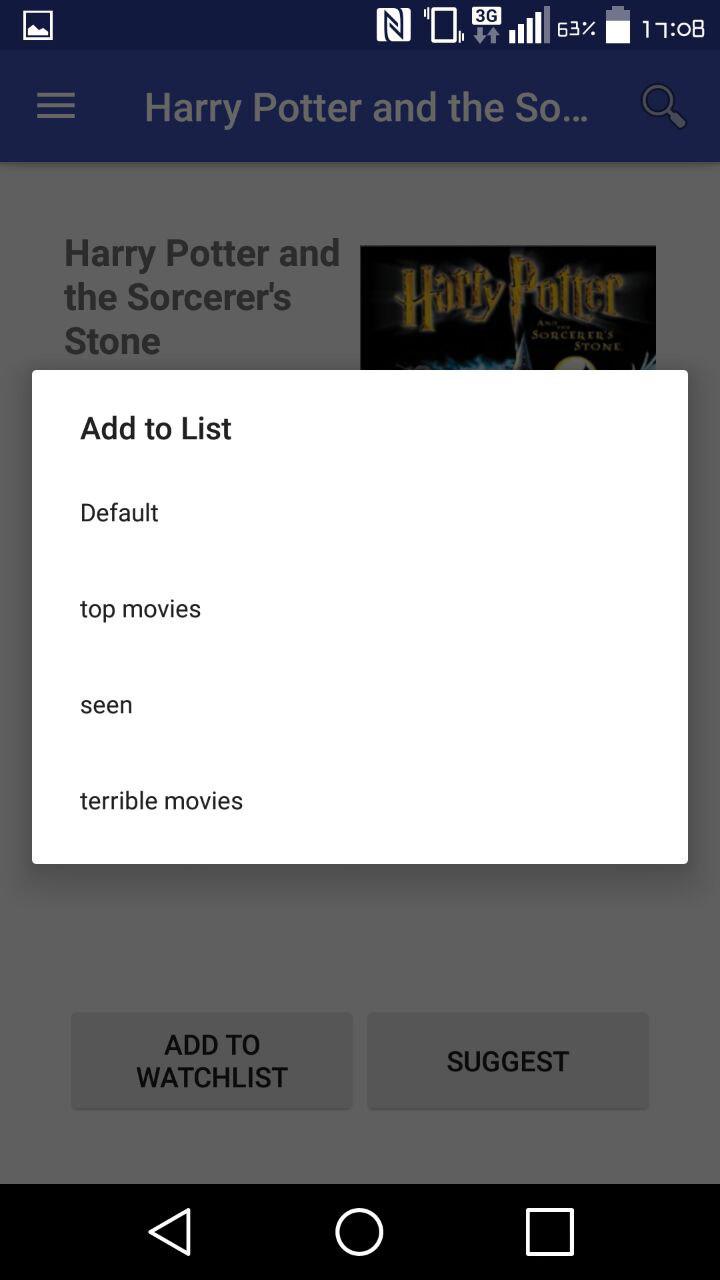 3G
63% 17:08
Harry Potter and the So...
Harry Potter and
the Sorcerer's
Stone
Harry Potter
AND THE
SORCERER'S
STONE
Add to List
Default
top movies
seen
terrible movies
ADD TO
WATCHLIST
SUGGEST